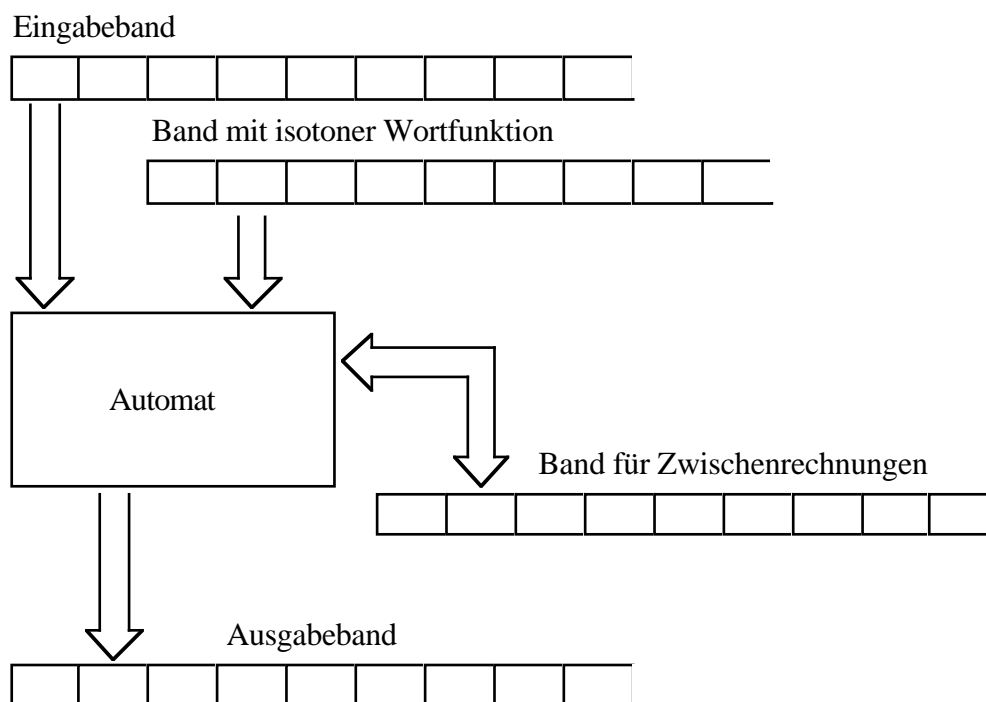 Eingabeband
Band mit isotoner Wortfunktion
Automat
Band für Zwischenrechnungen
Ausgabeband